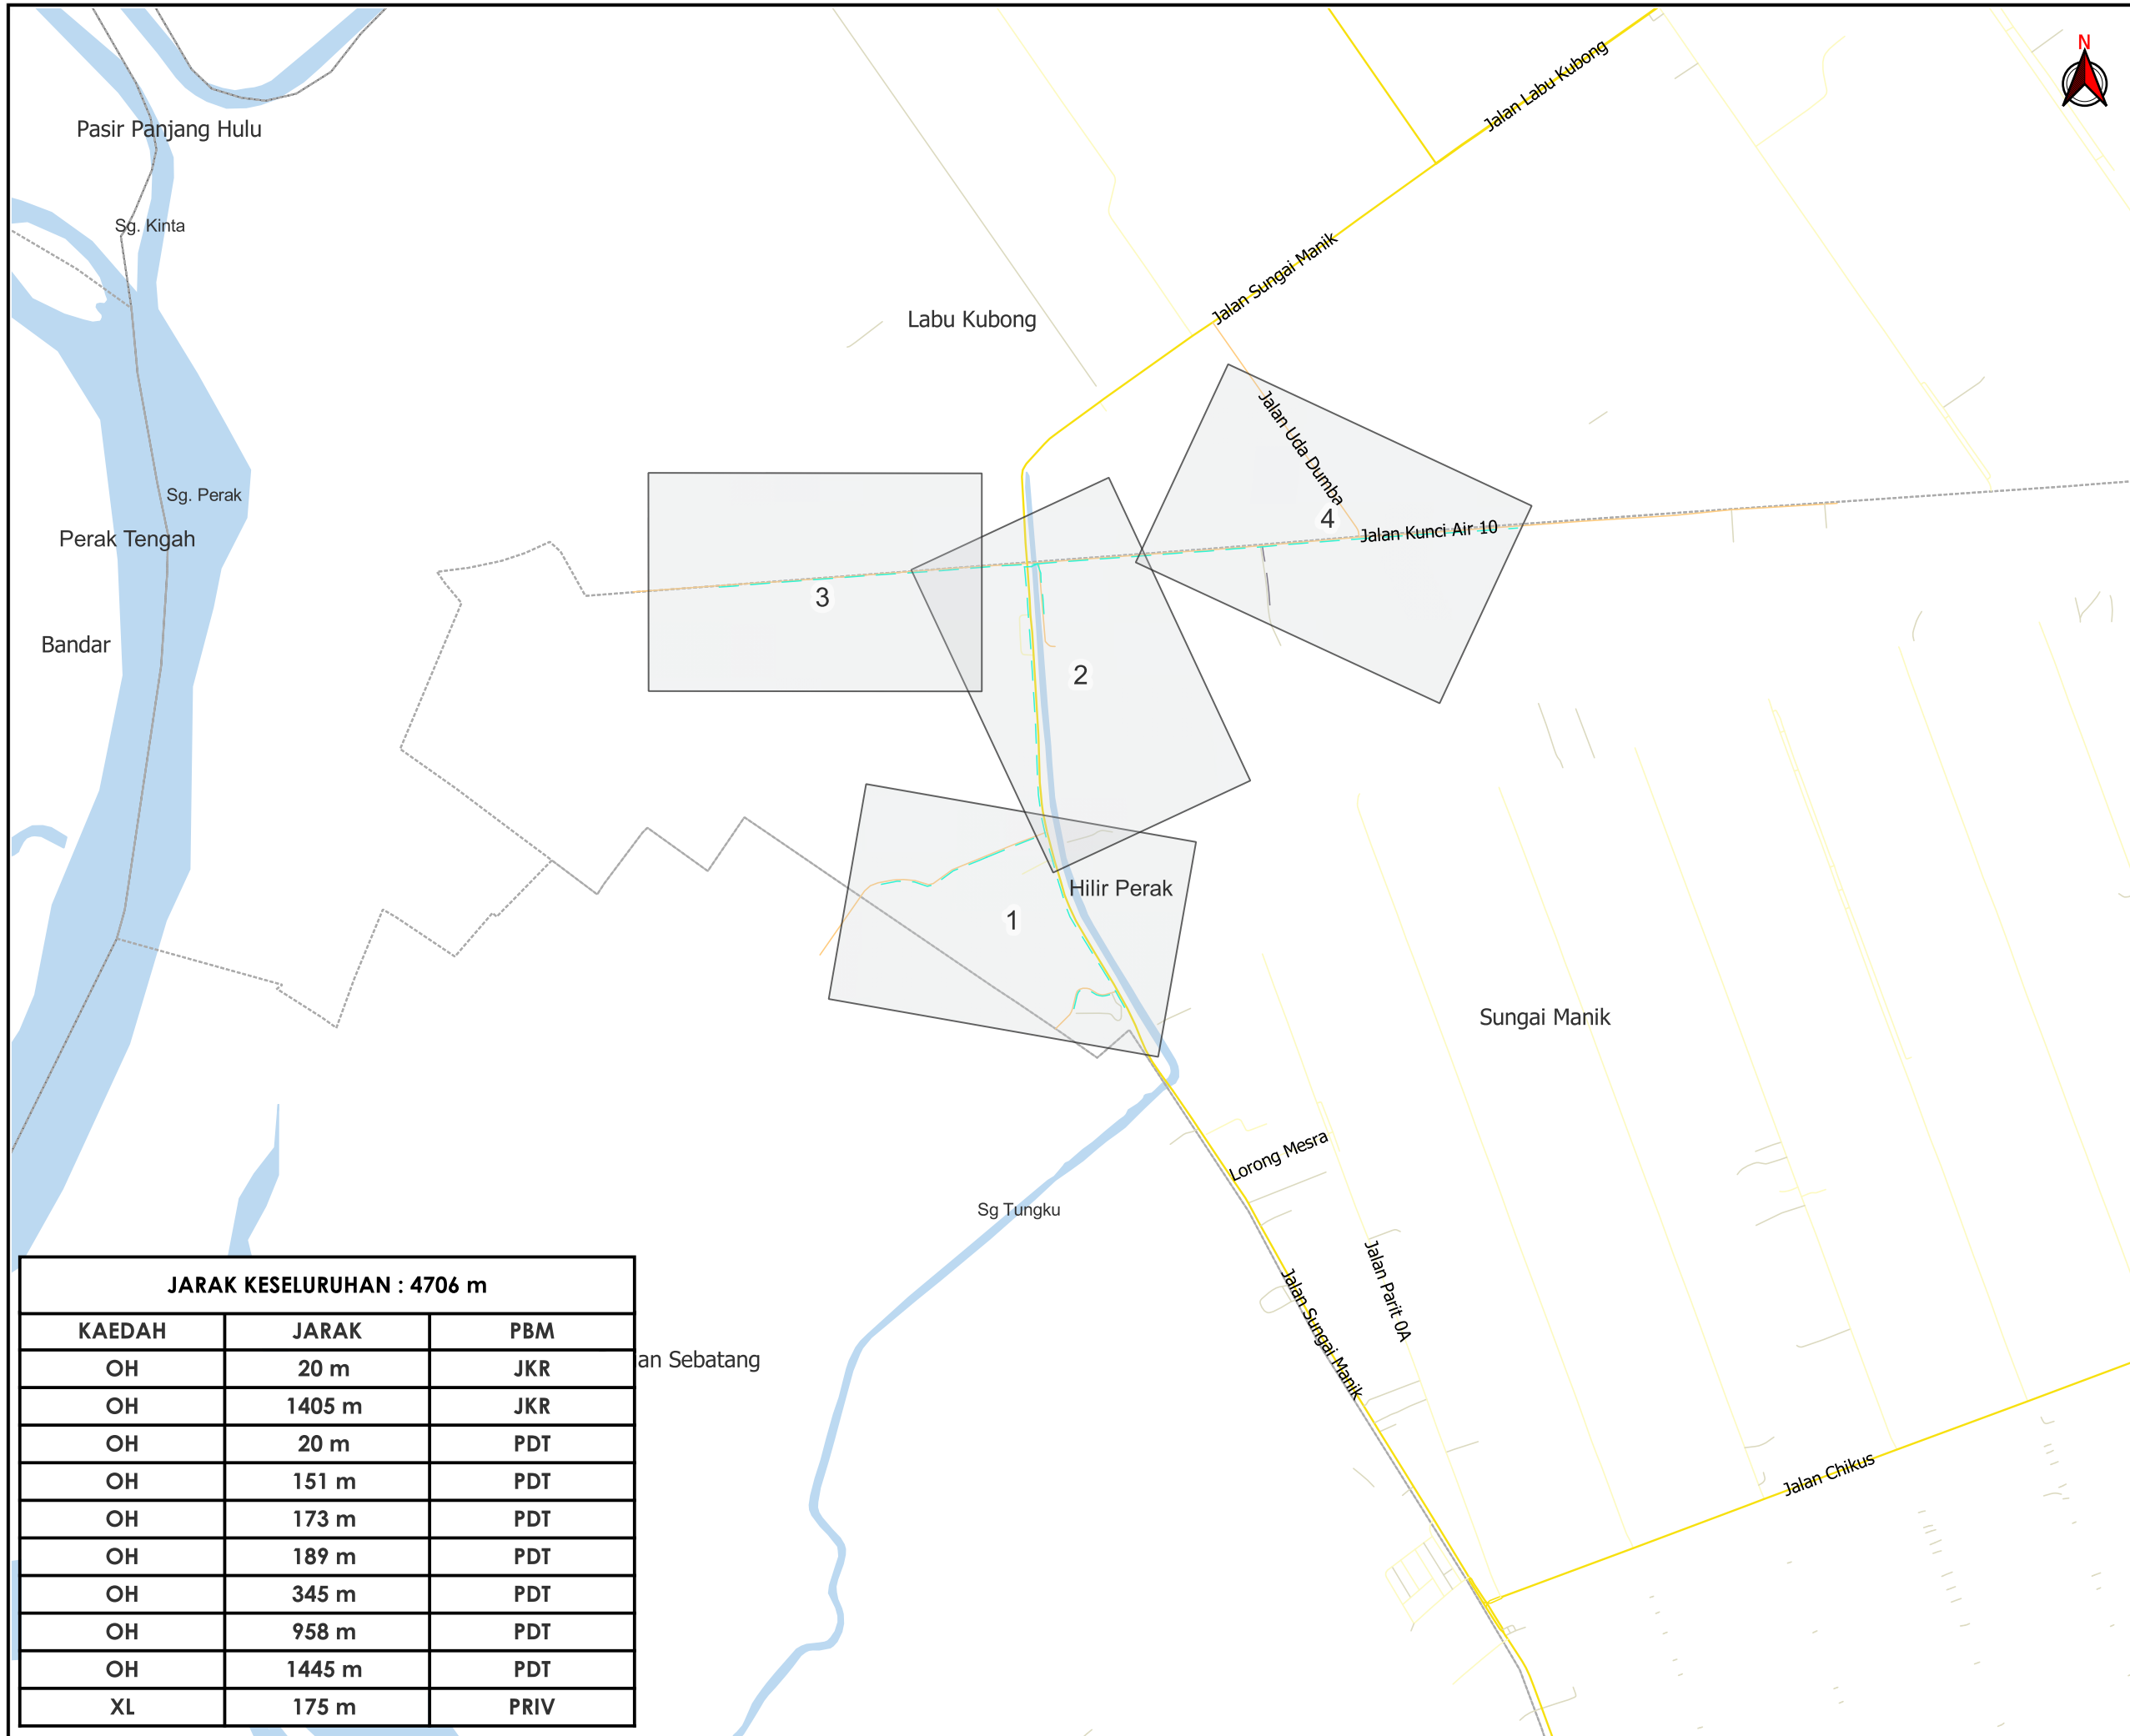 N
Jalan Labu Kubong
Pasir Panjang Hulu
Sg. Kinta
Jalan Sungai Manik
Labu Kubong
Jalan Uda Dumba
Sg. Perak
4
Jalan Kunci Air 10
Perak Tengah
3
Bandar
2
Hilir Perak
1
Sungai Manik
Lorong Mesra
Sg Tungku
Jalan Parit 0A
Jalan Sungai Manik
an Sebatang
Jalan Chikus
JARAK KESELURUHAN : 4706 m
KAEDAH JARAK PBM
OH 20 m JKR
OH 1405 m JKR
OH 20 m PDT
OH 151 m PDT
OH 173 m PDT
OH 189 m PDT
OH 345 m PDT
OH 958 m PDT
OH 1445 m PDT
XL 175 m PRIV